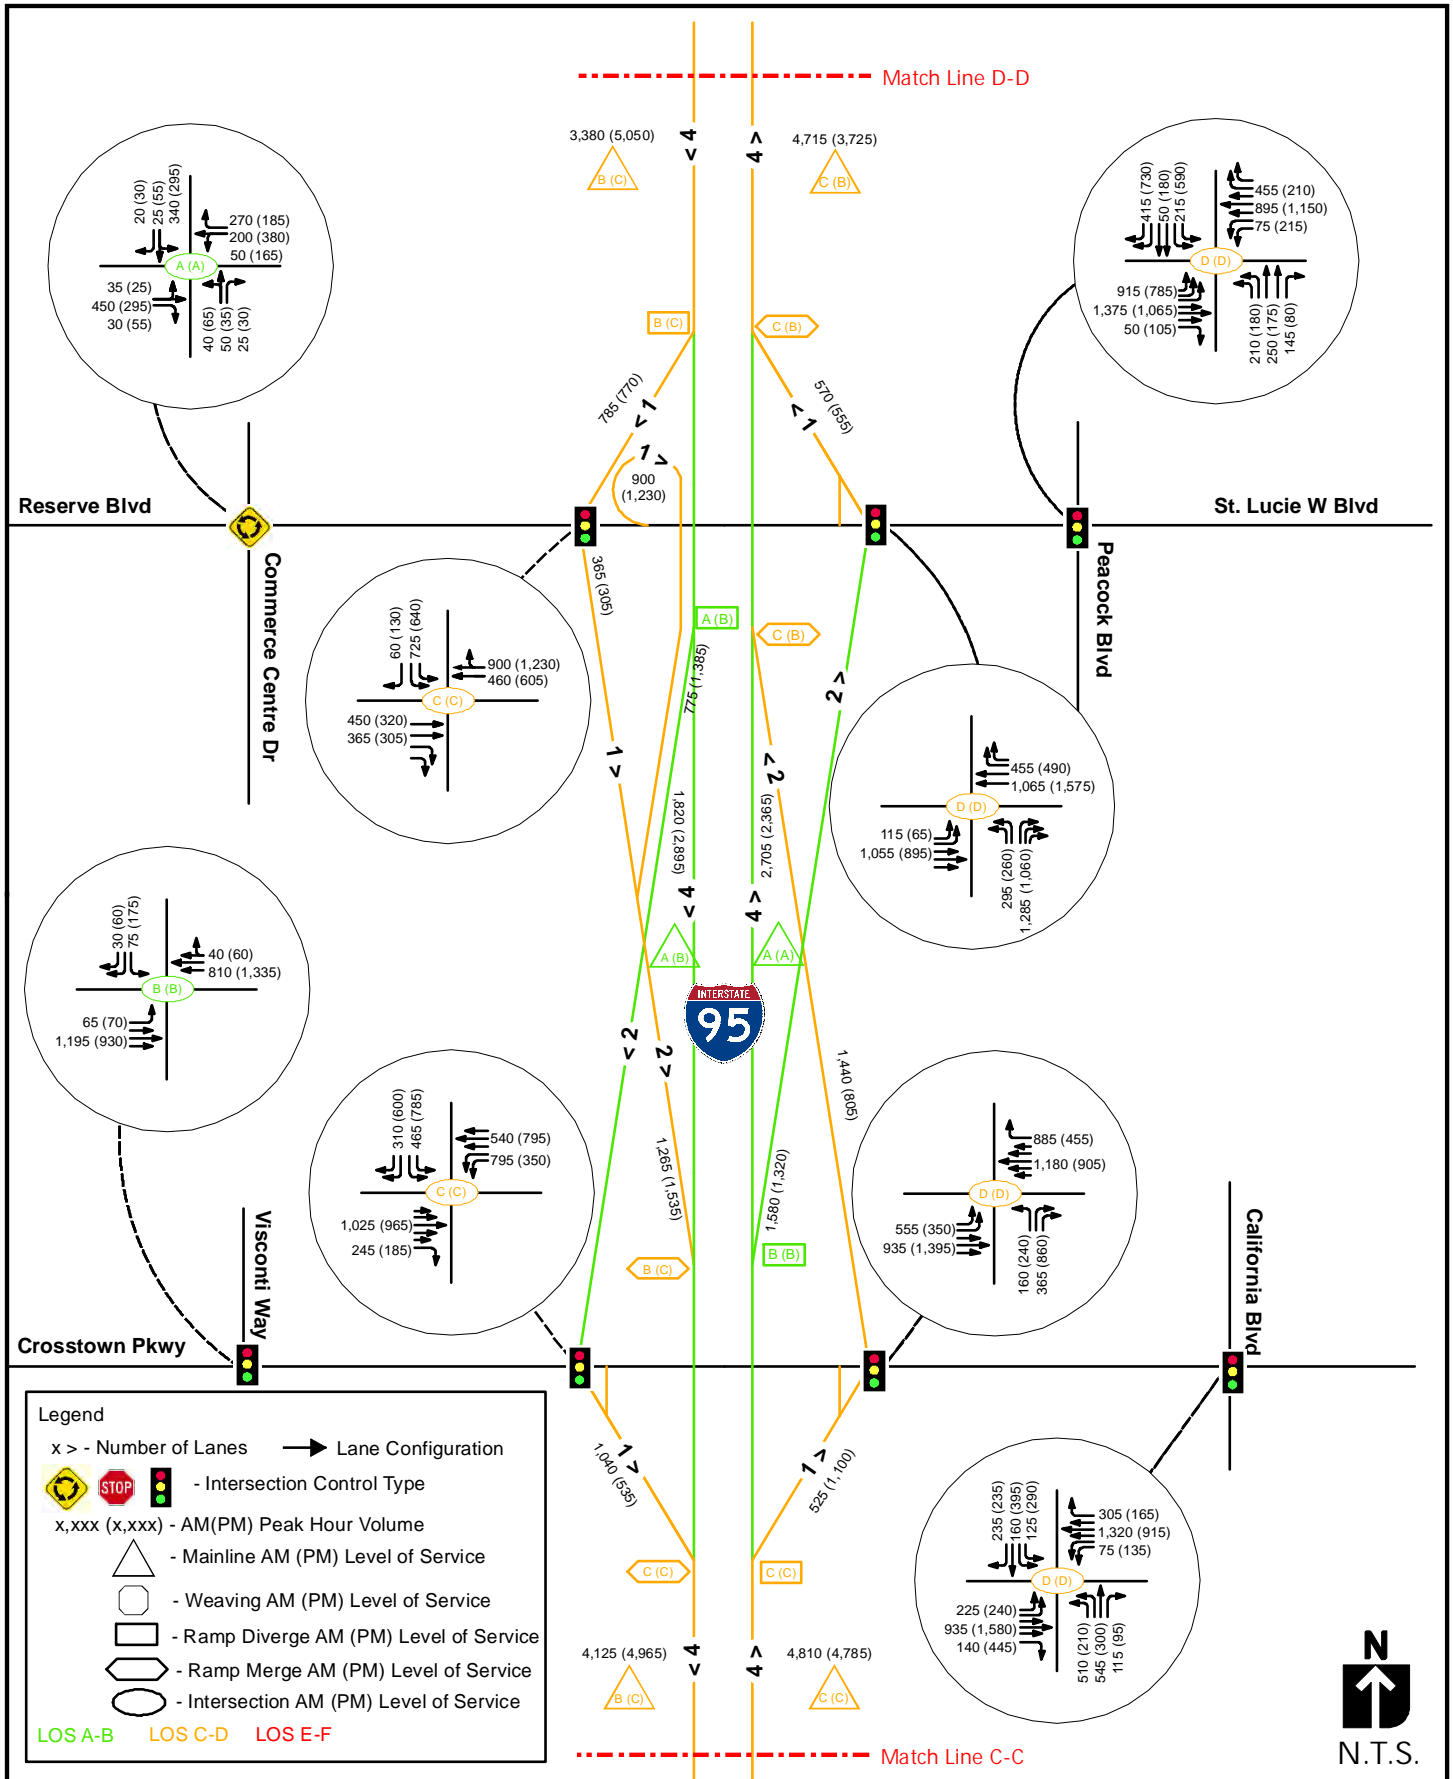 Match Line D-D
3,380 (5,050)
< 4
4 >
4,715 (3,725)
B (C)
C (B)
20 (30)
25 (55)
340 (295)
270 (185)
200 (380)
50 (165)
A (A)
35 (25)
450 (295)
30 (55)
40 (65)
50 (35)
25 (30)
415 (730)
50 (180)
215 (590)
455 (210)
895 (1,150)
75 (215)
D (D)
915 (785)
1,375 (1,065)
50 (105)
210 (180)
250 (175)
145 (80)
B (C)
C (B)
785 (770)
< 1
570 (555)
< 1
1 >
900
(1,230)
Reserve Blvd
St. Lucie W Blvd
Commerce Centre Dr
Peacock Blvd
365 (305)
60 (130)
725 (640)
900 (1,230)
460 (605)
C (C)
450 (320)
365 (305)
A (B)
C (B)
775 (1,385)
2 >
1 >
< 2
1,820 (2,895)
2,705 (2,365)
455 (490)
1,065 (1,575)
D (D)
115 (65)
1,055 (895)
295 (260)
1,285 (1,060)
< 4
4 >
A (B)
A (A)
30 (60)
75 (175)
40 (60)
810 (1,335)
B (B)
65 (70)
1,195 (930)
INTERSTATE
95
< 2
2 >
1,440 (805)
1,265 (1,535)
1,580 (1,320)
310 (600)
465 (785)
540 (795)
795 (350)
C (C)
1,025 (965)
245 (185)
885 (455)
1,180 (905)
D (D)
555 (350)
935 (1,395)
160 (240)
365 (860)
B (C)
B (B)
Visconti Way
California Blvd
Crosstown Pkwy
1,040 (535)
1 >
1 >
525 (1,100)
235 (235)
160 (395)
125 (290)
305 (165)
1,320 (915)
75 (135)
D (D)
225 (240)
935 (1,580)
140 (445)
510 (210)
545 (300)
115 (95)
C (C)
C (C)
4,125 (4,965)
< 4
4 >
4,810 (4,785)
B (C)
C (C)
Match Line C-C
Legend
x > - Number of Lanes
Lane Configuration
STOP
- Intersection Control Type
x,xxx (x,xxx) - AM(PM) Peak Hour Volume
- Mainline AM (PM) Level of Service
- Weaving AM (PM) Level of Service
- Ramp Diverge AM (PM) Level of Service
- Ramp Merge AM (PM) Level of Service
- Intersection AM (PM) Level of Service
LOS A-B
LOS C-D
LOS E-F
N
N.T.S.